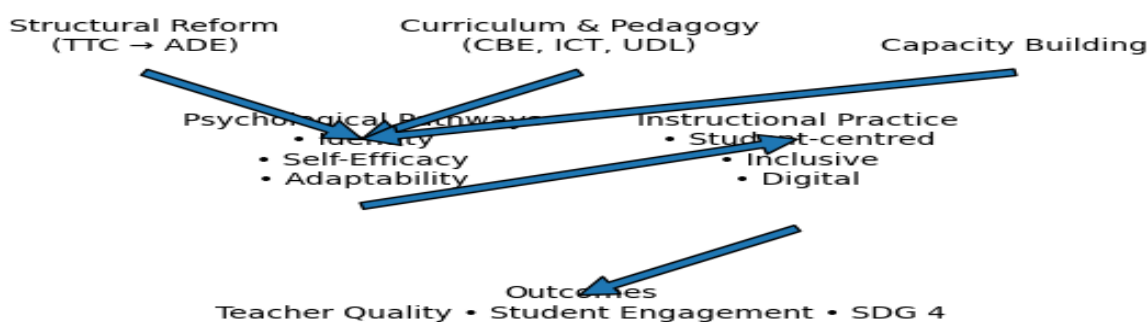 Structural Reform
(TTC → ADE)
Curriculum & Pedagogy
(CBE, ICT, UDL)
Capacity Building
Psychological Pathways
• Identity
• Self-Efficacy
• Adaptability
Instructional Practice
• Student-centred
• Inclusive
• Digital
Outcomes
Teacher Quality • Student Engagement • SDG 4